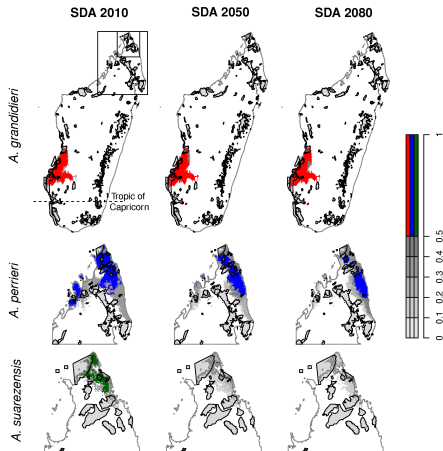 SDA 2010 SDA 2050 SDA 2080
A. grandidieri
Tropic of
Capricorn
A. perrieri
A. suarezensis
1
0.5
0.4
0.3
0.2
0.1
0